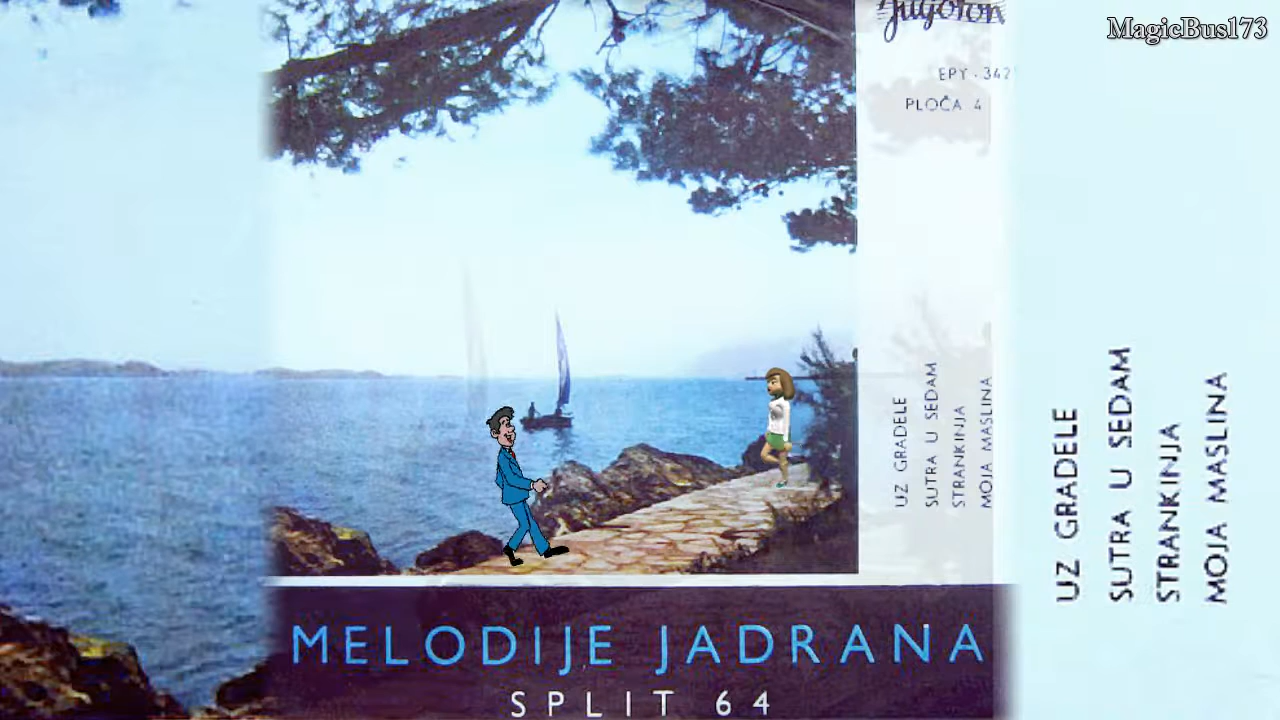 Jugoton
MagicBus173
EPY - 342
PLOČA 4
UZ GRADELE
SUTRA U SEDAM
STRANKINJA
MOJA MASLINA
UZ GRADELE
SUTRA U SEDAM
STRANKINJA
MOJA MASLINA
MELODIJE JADRANA
SPLIT 64